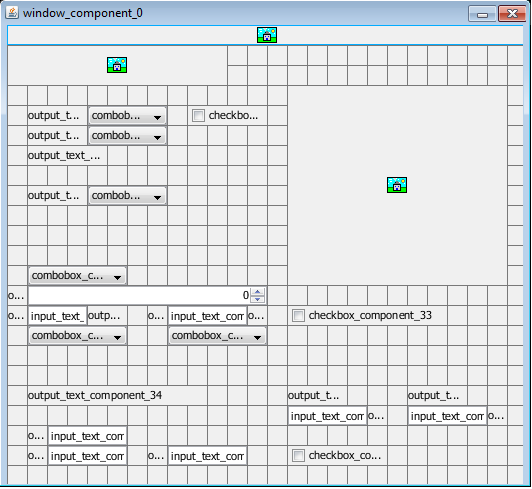 window_component_0
output_t... combob... checkbo...
output_t... combob...
output_text_...
output_t... combob...
combobox_c...
o... 0
o... input_text_ outp... o... input_text_com o... checkbox_component_33
combobox_c... combobox_c...
output_text_component_34 output_t... output_t...
input_text_com o... input_text_com o...
o... input_text_com
o... input_text_com o... input_text_com checkbox_co...